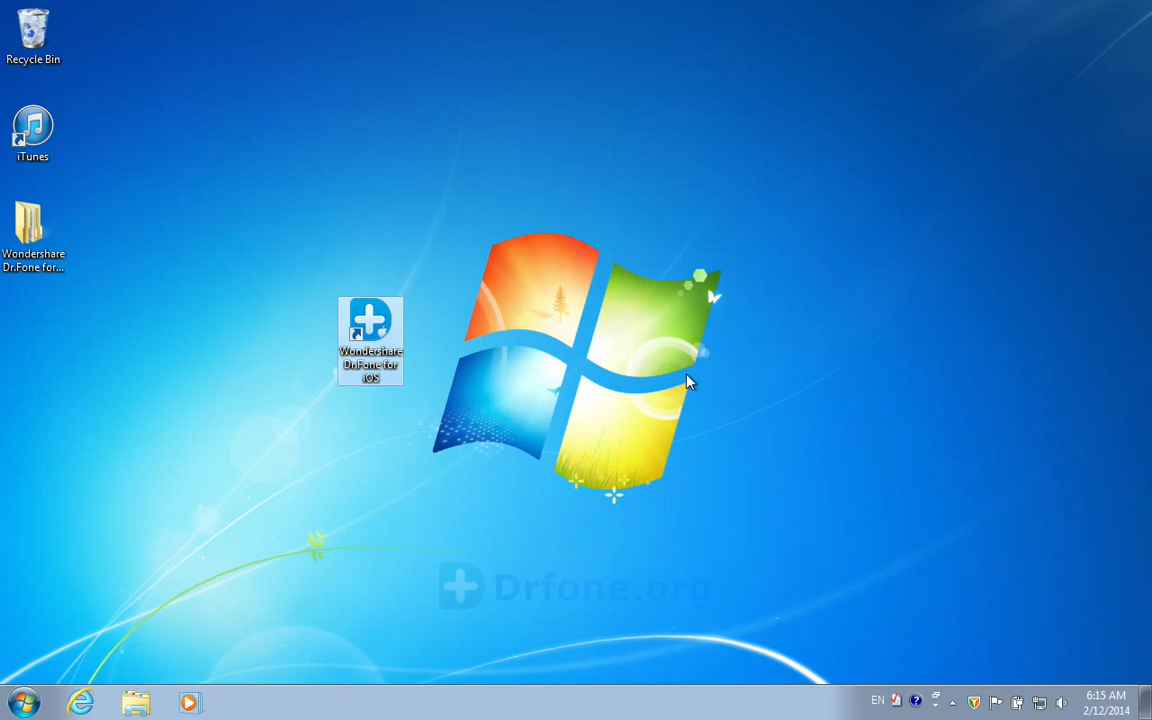 Recycle Bin
iTunes
Wondershare
Dr.Fone for...
Wondershare
Dr.Fone for
iOS
Drfone.org
EN
6:15 AM
2/12/2014